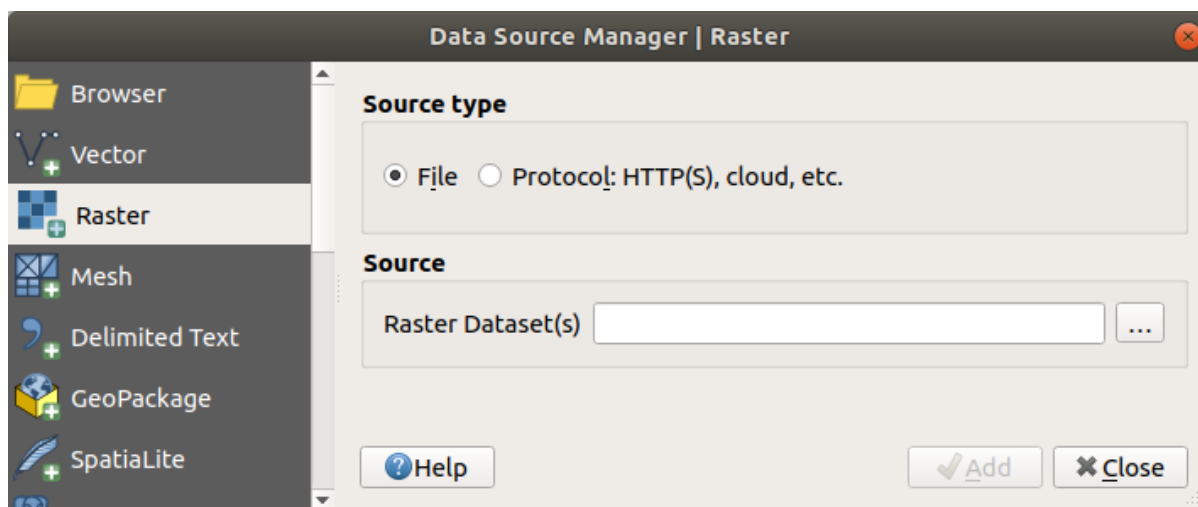 Data Source Manager | Raster
Browser
Vector
Raster
Mesh
Delimited Text
GeoPackage
SpatiaLite
Source type
File
Protocol: HTTP(S), cloud, etc.
Source
Raster Dataset(s)
...
Help
Add
Close